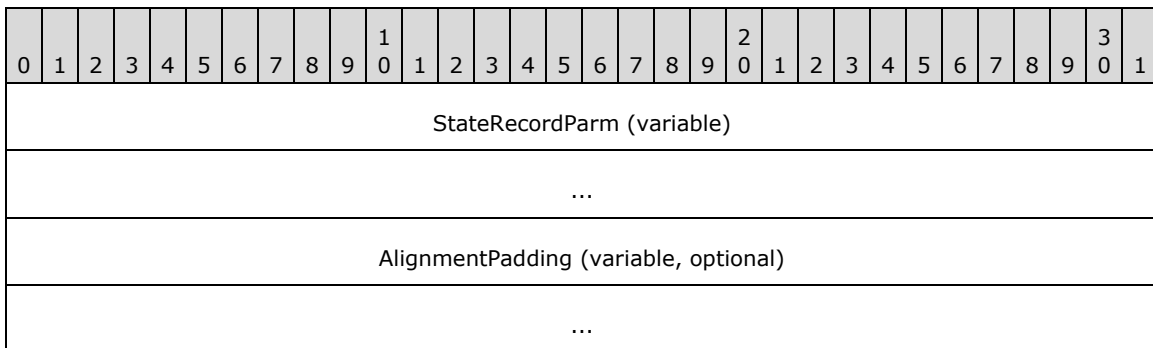 0 1 2 3 4 5 6 7 8 9 1 0 1 2 3 4 5 6 7 8 9 2 0 1 2 3 4 5 6 7 8 9 3 0 1
StateRecordParm (variable)
...
AlignmentPadding (variable, optional)
...